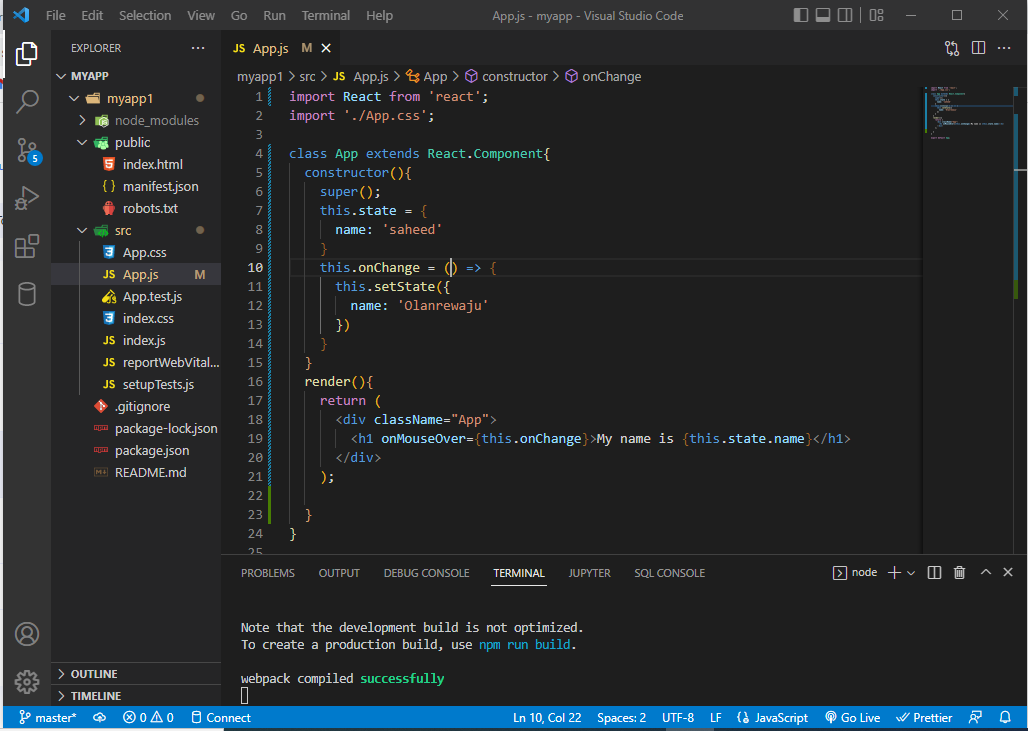 File Edit Selection View Go Run Terminal Help App.js - myapp - Visual Studio Code
EXPLORER
MYAPP
myapp1
node_modules
public
index.html
manifest.json
robots.txt
src
App.css
App.js M
App.test.js
index.css
index.js
reportWebVital...
setupTests.js
.gitignore
package-lock.json
package.json
README.md
OUTLINE
TIMELINE
5
JS App.js M
myapp1 > src > JS App.js > App > constructor > onChange
1 import React from 'react';
2 import './App.css';
3
4 class App extends React.Component{
5 constructor(){
6 super();
7 this.state = {
8 name: 'saheed'
9 }
10 this.onChange = () => {
11 this.setState({
12 name: 'Olanrewaju'
13 })
14 }
15 }
16 render(){
17 return (
18 <div className="App">
19 <h1 onMouseOver={this.onChange}>My name is {this.state.name}</h1>
20 </div>
21 );
22
23 }
24 }
25
PROBLEMS OUTPUT DEBUG CONSOLE TERMINAL JUPYTER SQL CONSOLE node
Note that the development build is not optimized.
To create a production build, use npm run build.
webpack compiled successfully
master* 0 0 Connect Ln 10, Col 22 Spaces: 2 UTF-8 LF JavaScript Go Live Prettier